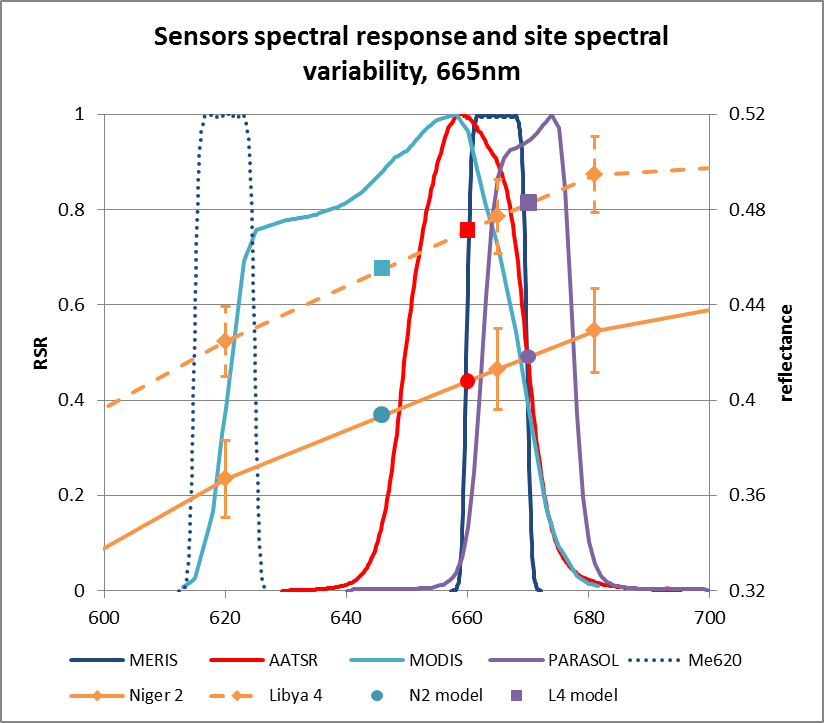 Sensors spectral response and site spectral
variability, 665nm
1
0.8
0.6
0.4
0.2
0
RSR
0.52
0.48
0.44
0.4
0.36
0.32
reflectance
600 620 640 660 680 700
MERIS AATSR MODIS PARASOL Me620
Niger 2 Libya 4 N2 model L4 model